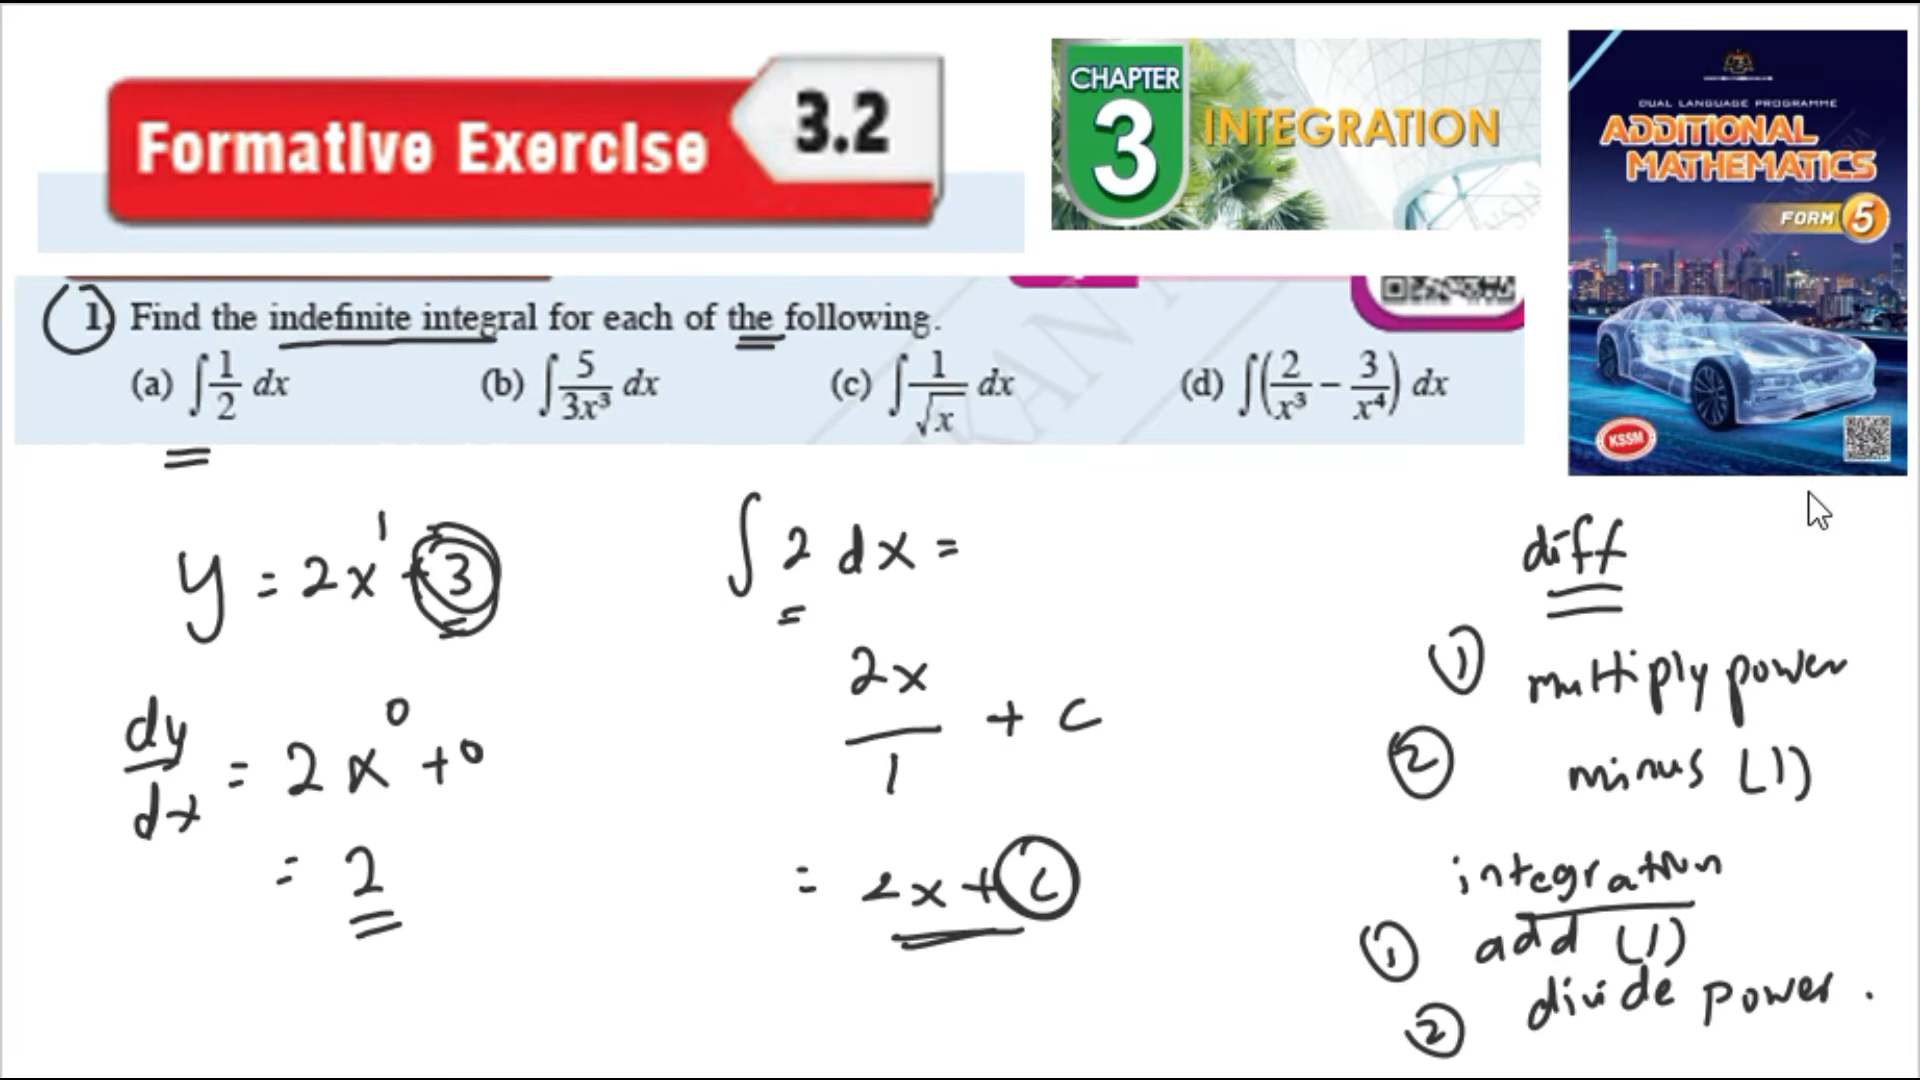 Formative Exercise 3.2
CHAPTER
3
INTEGRATION
DUAL LANGUAGE PROGRAMME
ADDITIONAL
MATHEMATICS
FORM 5
KSSM
1. Find the indefinite integral for each of the following.
(a) ∫ 1/2 dx (b) ∫ 5/3x³ dx (c) ∫ 1/√x dx (d) ∫(2/x³ − 3/x⁴) dx
y = 2x¹ + 3
dy/dx = 2x⁰ + 0
= 2
∫ 2 dx =
2x/1 + c
= 2x + c
diff
① multiply power
② minus (1)
integration
① add (1)
② divide power.